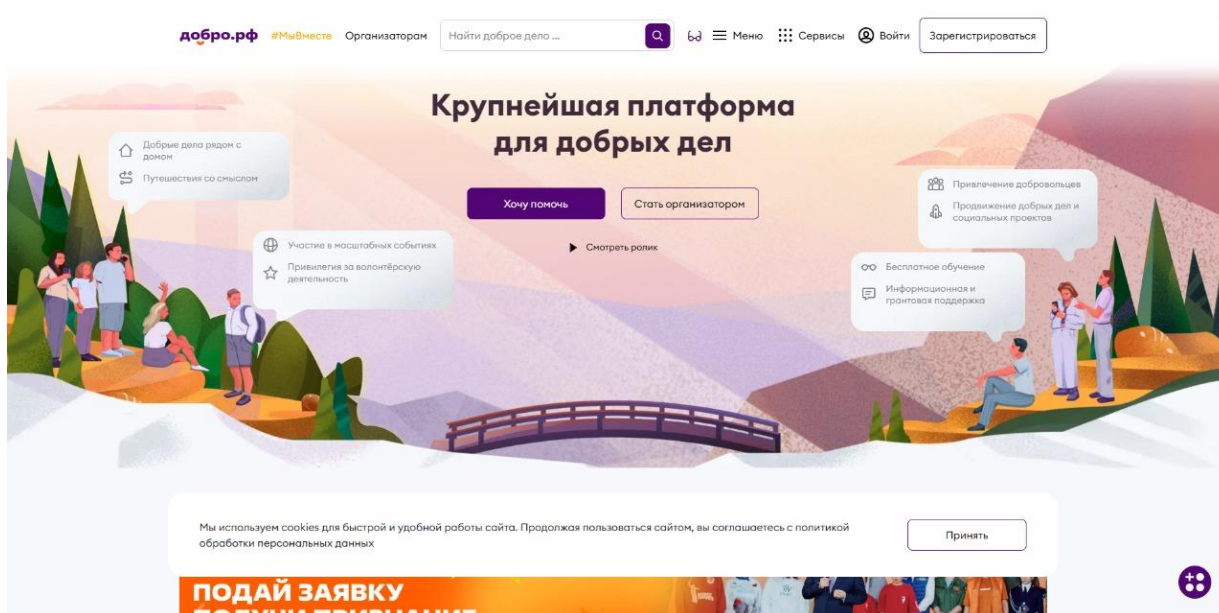 добро.рф #МыВместе Организаторам Найти доброе дело ... Меню Сервисы Войти Зарегистрироваться
Крупнейшая платформа
для добрых дел
Добрые дела рядом с
домом
Путешествия со смыслом
Участие в масштабных событиях
Привилегия за волонтёрскую
деятельность
Хочу помочь Стать организатором
Смотреть ролик
Привлечение добровольцев
Продвижение добрых дел и
социальных проектов
Бесплатное обучение
Информационная и
грантовая поддержка
Мы используем cookies для быстрой и удобной работы сайта. Продолжая пользоваться сайтом, вы соглашаетесь с политикой
обработки персональных данных
Принять
ПОДАЙ ЗАЯВКУ